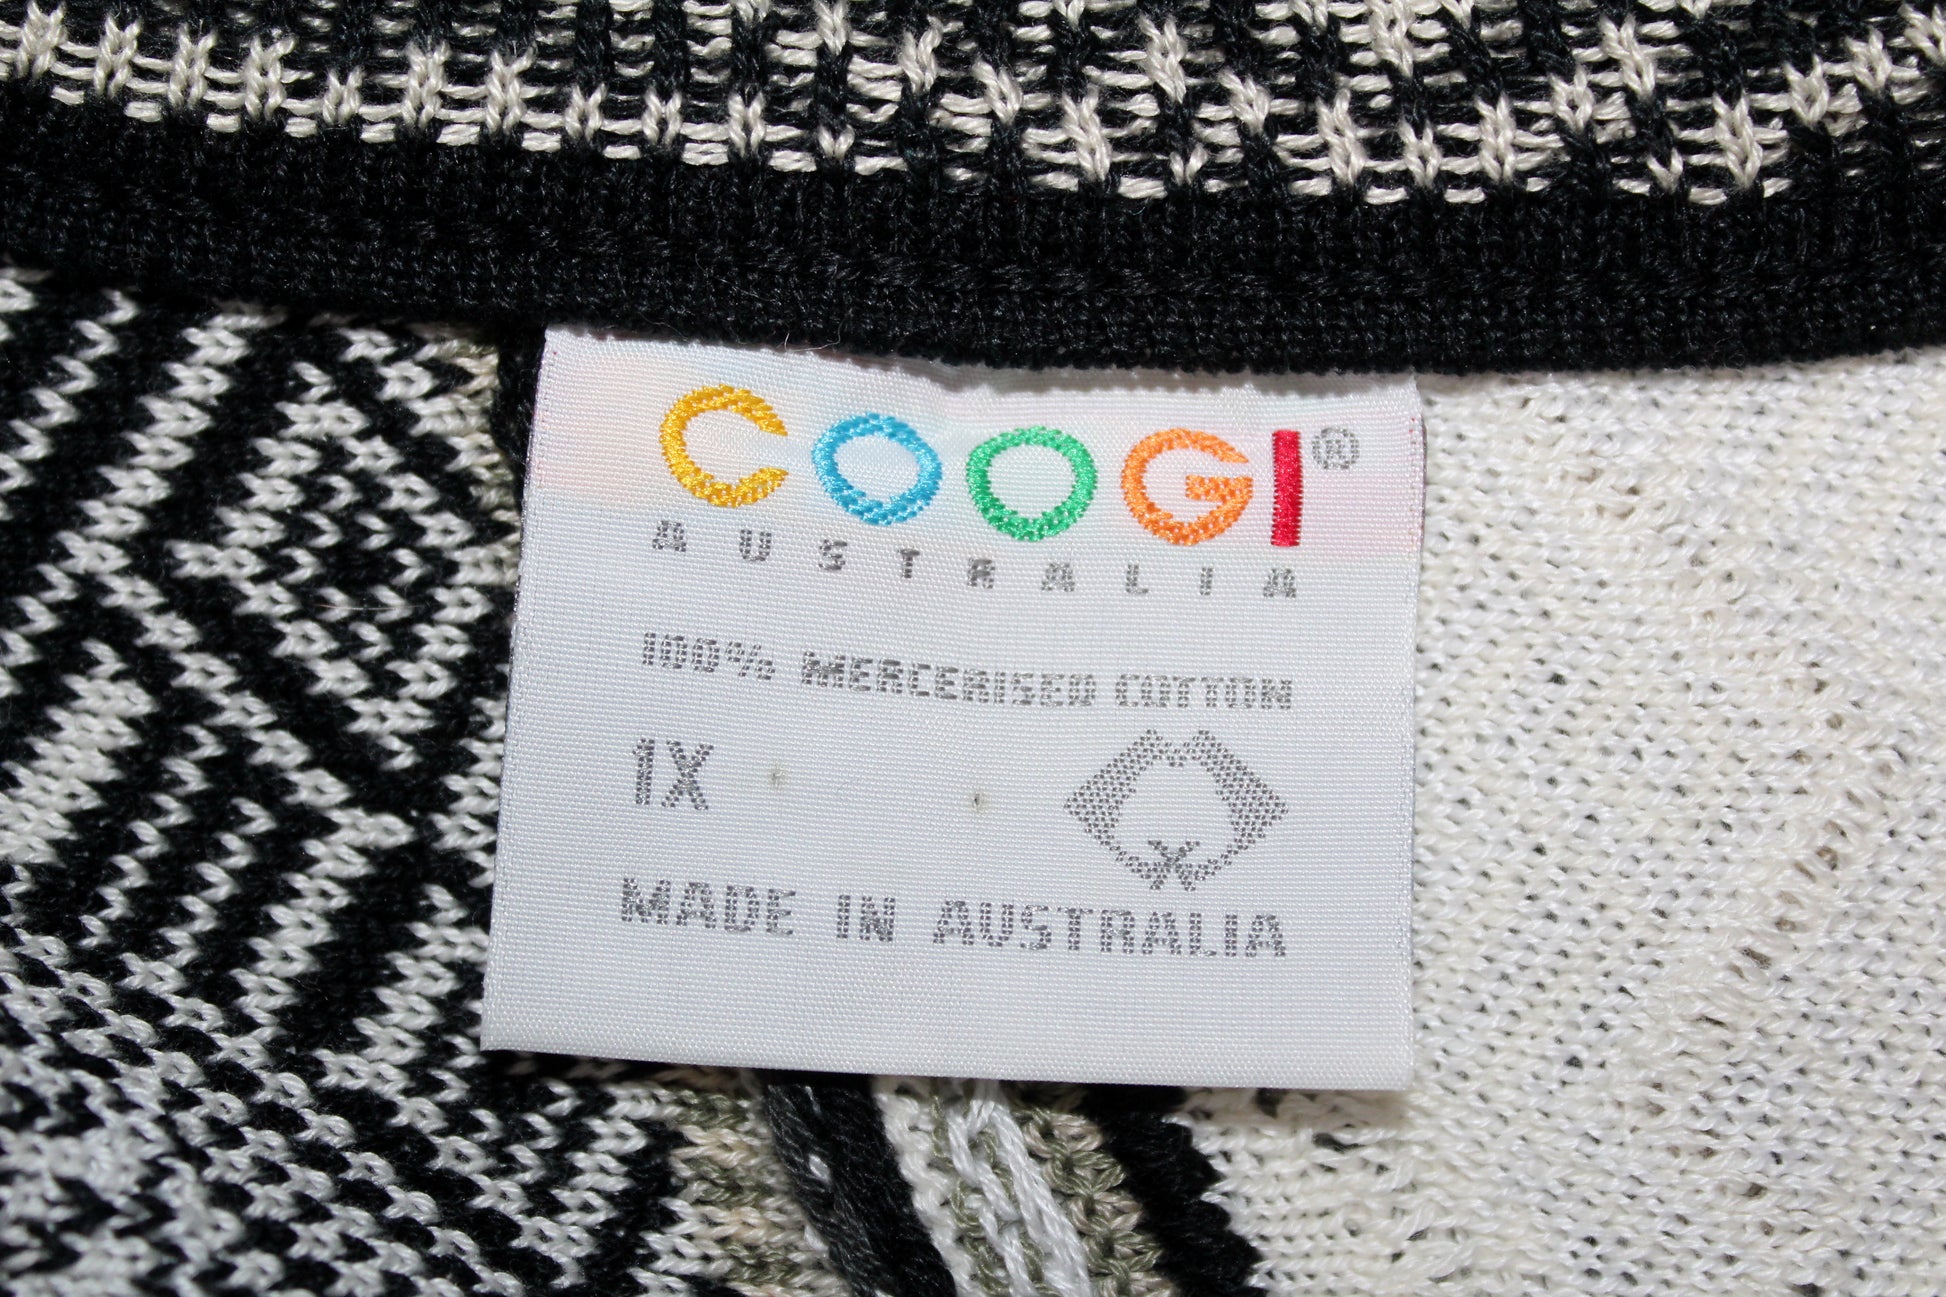 COOGI®
AUSTRALIA
100% MERCERISED COTTON
1X
MADE IN AUSTRALIA